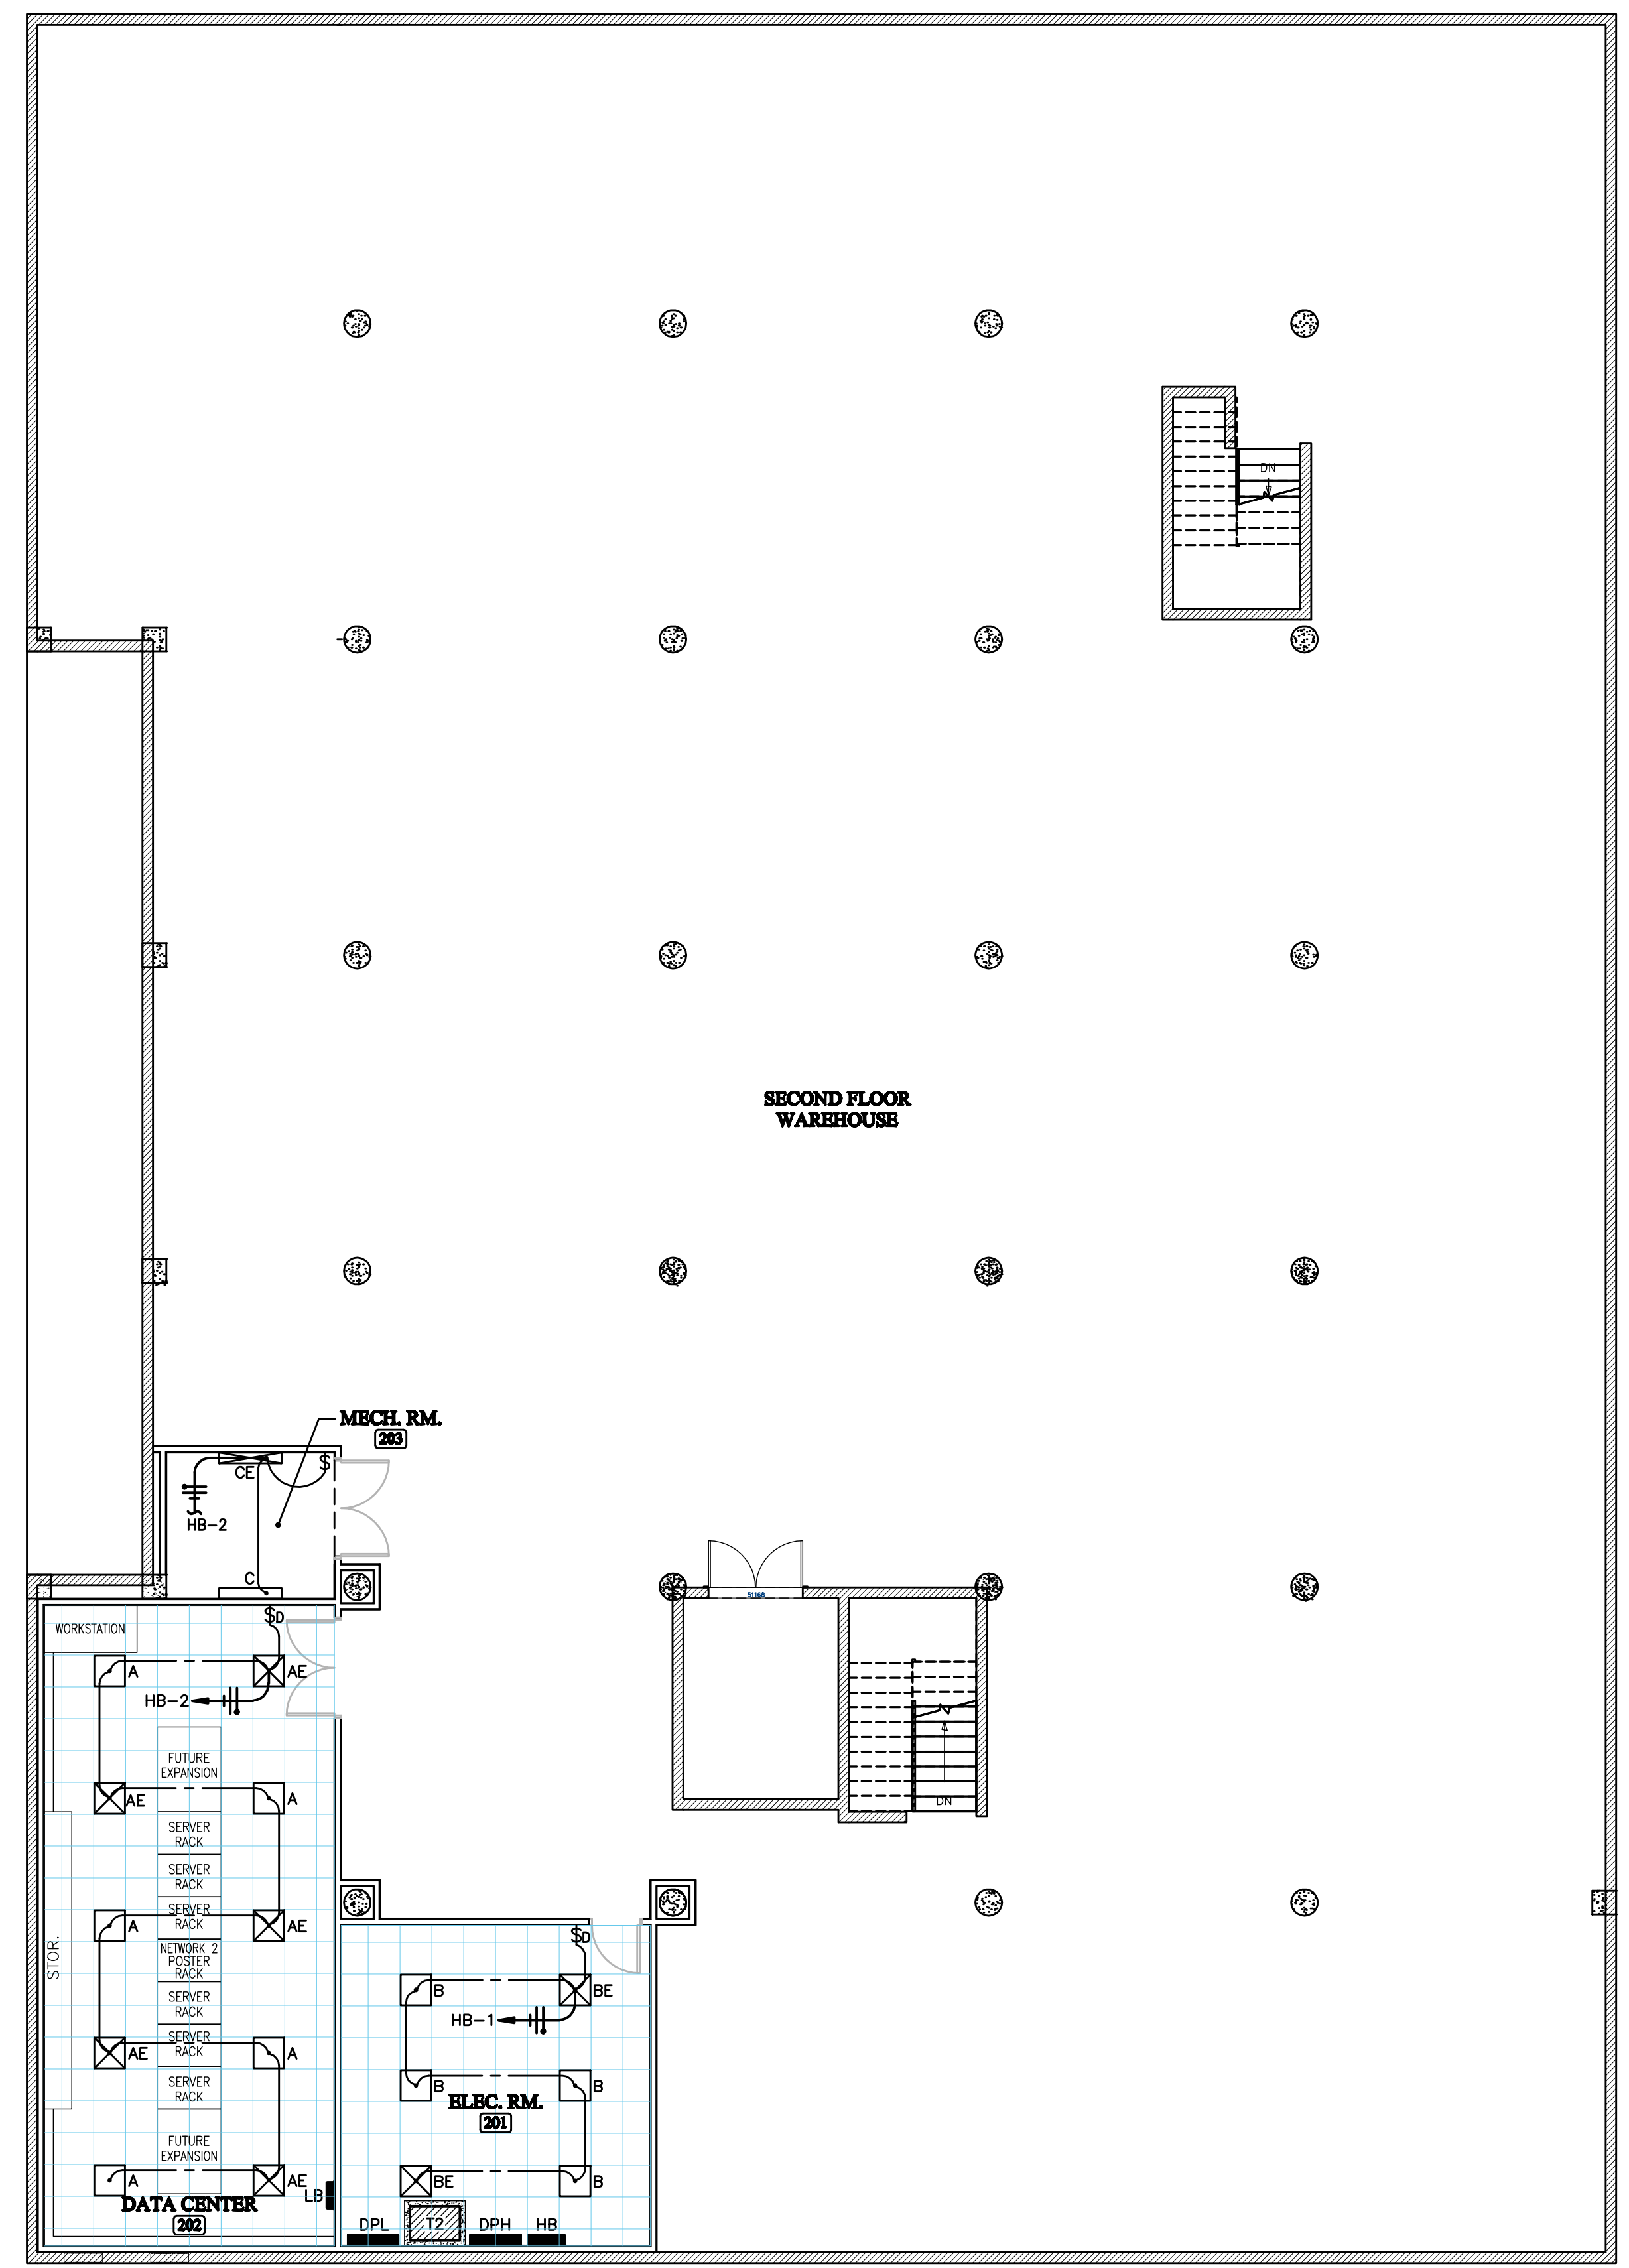 DN
SECOND FLOOR
WAREHOUSE
MECH. RM.
203
CE
$
HB-2
C
51168
$D
WORKSTATION
A
AE
HB-2
FUTURE
EXPANSION
AE
A
DN
SERVER
RACK
SERVER
RACK
SERVER
RACK
A
AE
STOR.
NETWORK 2
POSTER
RACK
$D
SERVER
RACK
B
BE
HB-1
SERVER
RACK
AE
A
SERVER
RACK
B
B
ELEC. RM.
201
FUTURE
EXPANSION
A
AE
LB
BE
B
DATA CENTER
202
DPL
T2
DPH
HB